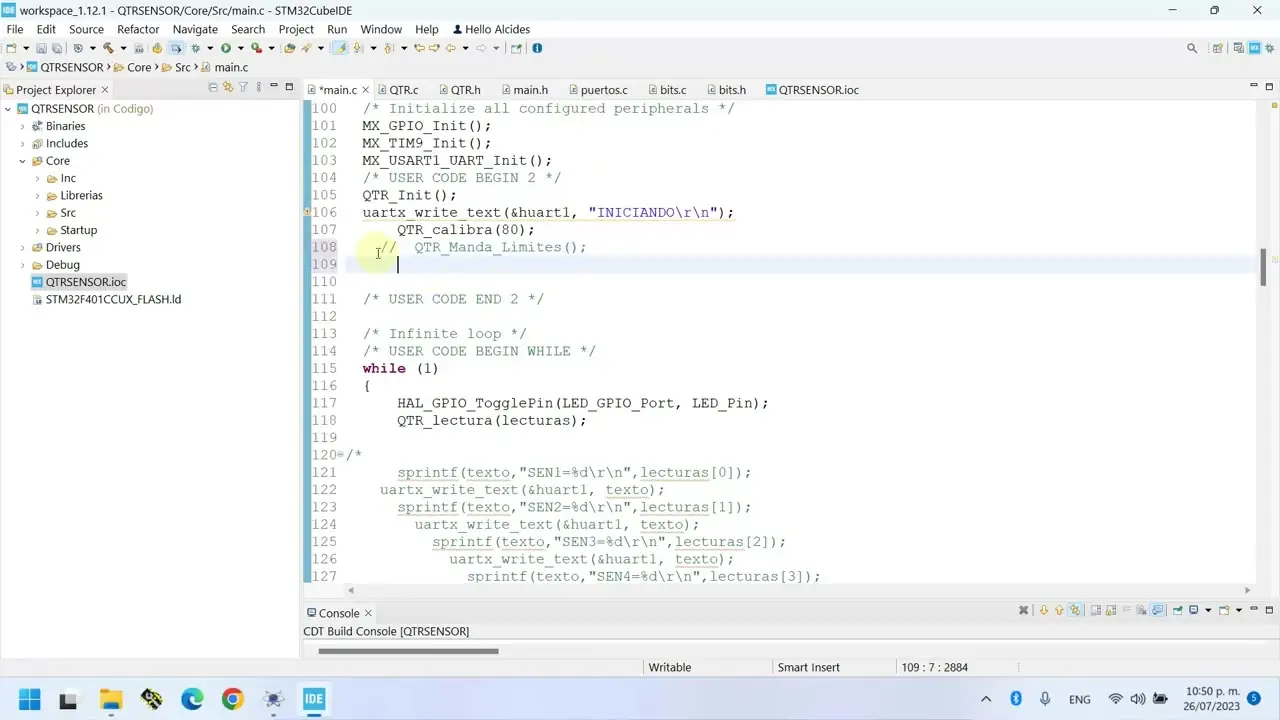 IDE workspace_1.12.1 - QTRSENSOR/Core/Src/main.c - STM32CubeIDE
File Edit Source Refactor Navigate Search Project Run Window Help Hello Alcides
QTRSENSOR Core Src main.c
Project Explorer
*main.c QTR.c QTR.h main.h puertos.c bits.c bits.h QTRSENSOR.ioc
QTRSENSOR (in Codigo)
Binaries
Includes
Core
Inc
Librerias
Src
Startup
Drivers
Debug
QTRSENSOR.ioc
STM32F401CCUX_FLASH.ld
100 /* Initialize all configured peripherals */
101 MX_GPIO_Init();
102 MX_TIM9_Init();
103 MX_USART1_UART_Init();
104 /* USER CODE BEGIN 2 */
105 QTR_Init();
106 uartx_write_text(&huart1, "INICIANDO\r\n");
107 QTR_calibra(80);
108 // QTR_Manda_Limites();
109
110
111 /* USER CODE END 2 */
112
113 /* Infinite loop */
114 /* USER CODE BEGIN WHILE */
115 while (1)
116 {
117 HAL_GPIO_TogglePin(LED_GPIO_Port, LED_Pin);
118 QTR_lectura(lecturas);
119
120 /*
121 sprintf(texto,"SEN1=%d\r\n",lecturas[0]);
122 uartx_write_text(&huart1, texto);
123 sprintf(texto,"SEN2=%d\r\n",lecturas[1]);
124 uartx_write_text(&huart1, texto);
125 sprintf(texto,"SEN3=%d\r\n",lecturas[2]);
126 uartx_write_text(&huart1, texto);
127 sprintf(texto,"SEN4=%d\r\n",lecturas[3]);
Console
CDT Build Console [QTRSENSOR]
Writable Smart Insert 109 : 7 : 2884
IDE ENG 10:50 p. m. 5
26/07/2023